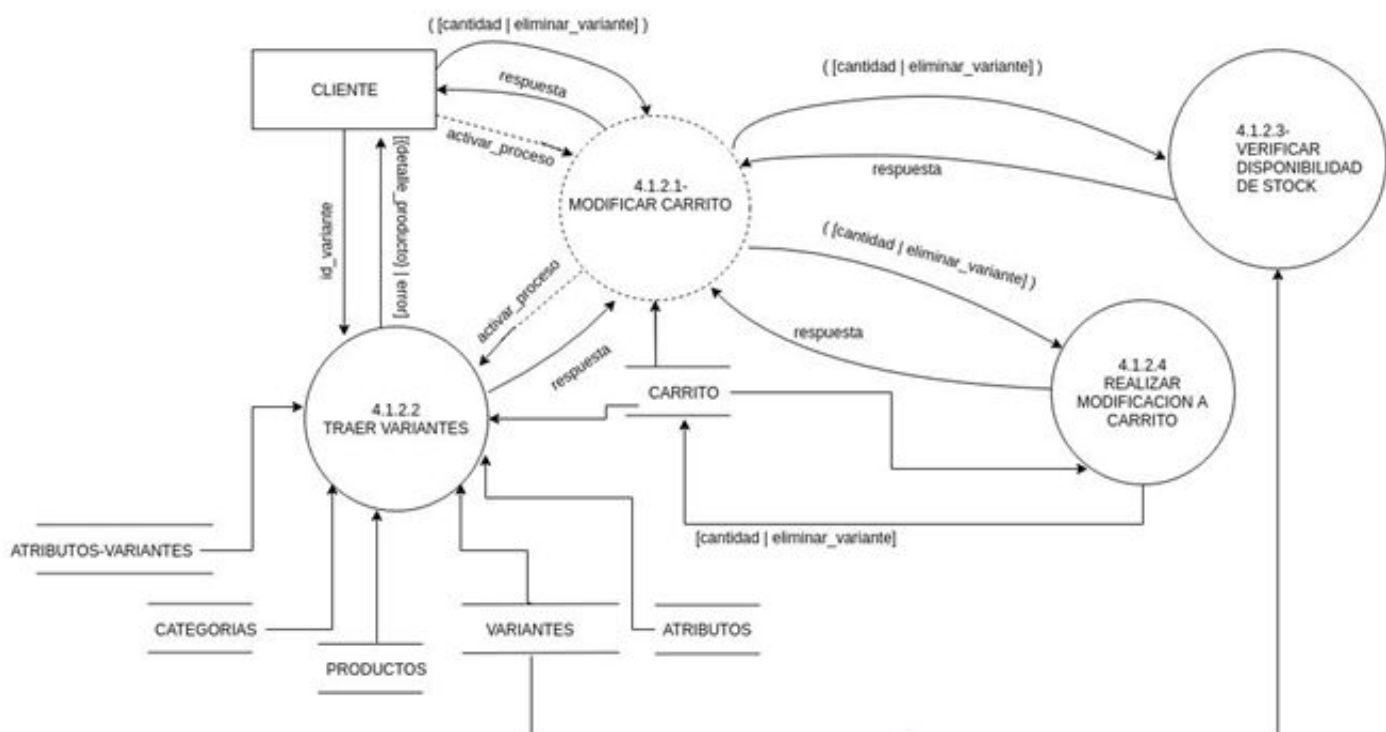 ( [cantidad | eliminar_variante] )
CLIENTE
respuesta
activar_proceso
( [cantidad | eliminar_variante] )
4.1.2.3-
VERIFICAR
DISPONIBILIDAD
DE STOCK
respuesta
4.1.2.1-
MODIFICAR CARRITO
id_variante
[{detalle_producto} | error]
( [cantidad | eliminar_variante] )
activar_proceso
respuesta
respuesta
CARRITO
4.1.2.4
REALIZAR
MODIFICACION A
CARRITO
4.1.2.2
TRAER VARIANTES
[cantidad | eliminar_variante]
ATRIBUTOS-VARIANTES
CATEGORIAS
VARIANTES
ATRIBUTOS
PRODUCTOS